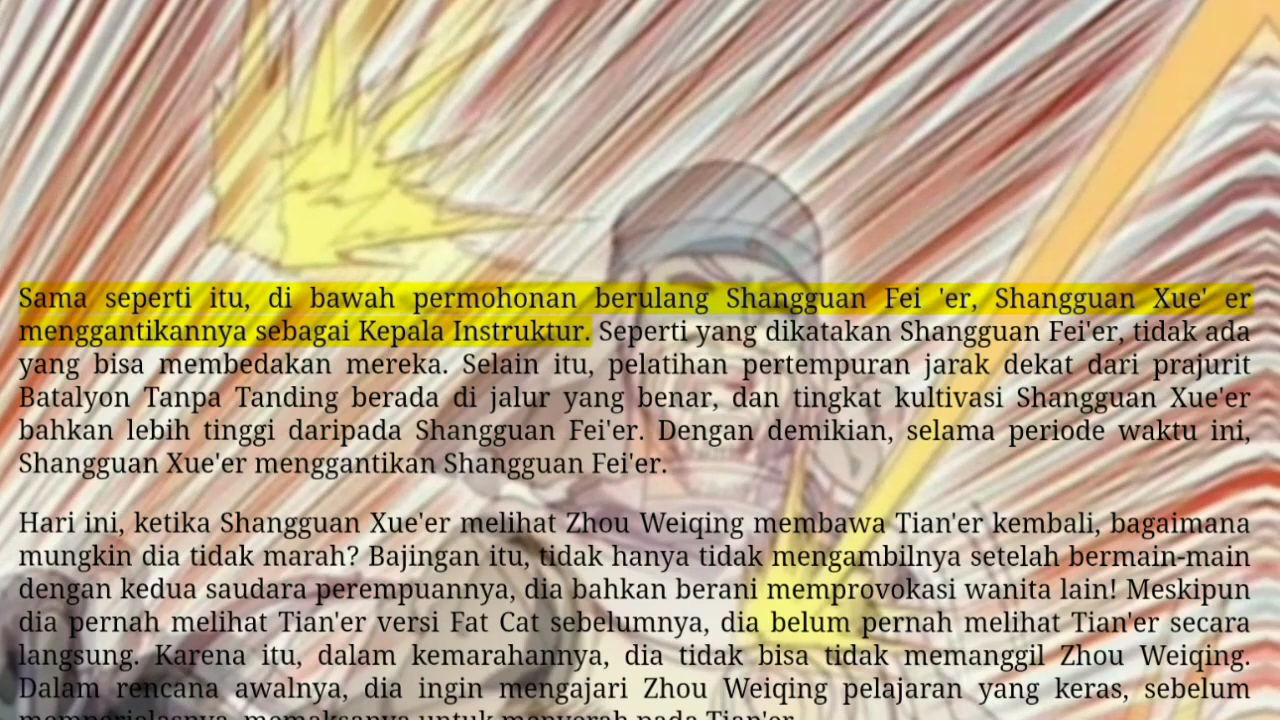 Sama seperti itu, di bawah permohonan berulang Shangguan Fei 'er, Shangguan Xue' er
menggantikannya sebagai Kepala Instruktur. Seperti yang dikatakan Shangguan Fei'er, tidak ada
yang bisa membedakan mereka. Selain itu, pelatihan pertempuran jarak dekat dari prajurit
Batalyon Tanpa Tanding berada di jalur yang benar, dan tingkat kultivasi Shangguan Xue'er
bahkan lebih tinggi daripada Shangguan Fei'er. Dengan demikian, selama periode waktu ini,
Shangguan Xue'er menggantikan Shangguan Fei'er.
Hari ini, ketika Shangguan Xue'er melihat Zhou Weiqing membawa Tian'er kembali, bagaimana
mungkin dia tidak marah? Bajingan itu, tidak hanya tidak mengambilnya setelah bermain-main
dengan kedua saudara perempuannya, dia bahkan berani memprovokasi wanita lain! Meskipun
dia pernah melihat Tian'er versi Fat Cat sebelumnya, dia belum pernah melihat Tian'er secara
langsung. Karena itu, dalam kemarahannya, dia tidak bisa tidak memanggil Zhou Weiqing.
Dalam rencana awalnya, dia ingin mengajari Zhou Weiqing pelajaran yang keras, sebelum
memaksanya untuk menyerah pada Tian'er.